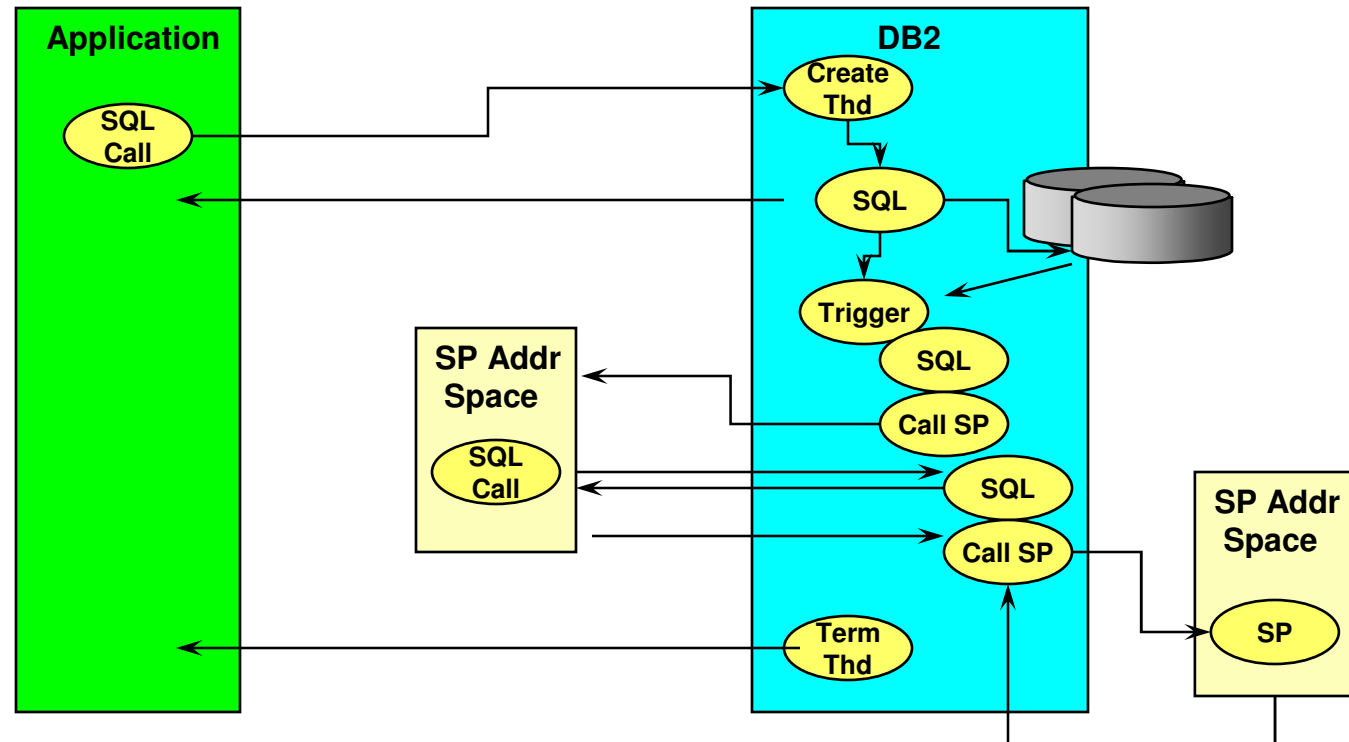 Application
SQL
Call
DB2
Create
Thd
SQL
Trigger
SQL
Call SP
SP Addr
Space
SQL
Call
SQL
Call SP
SP Addr
Space
SP
Term
Thd